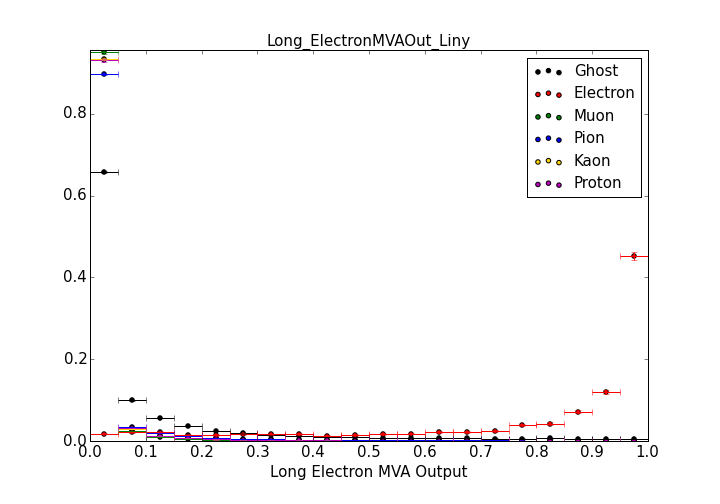 Long_ElectronMVAOut_Liny
Ghost
Electron
Muon
Pion
Kaon
Proton
0.8
0.6
0.4
0.2
0.0
0.0 0.1 0.2 0.3 0.4 0.5 0.6 0.7 0.8 0.9 1.0
Long Electron MVA Output